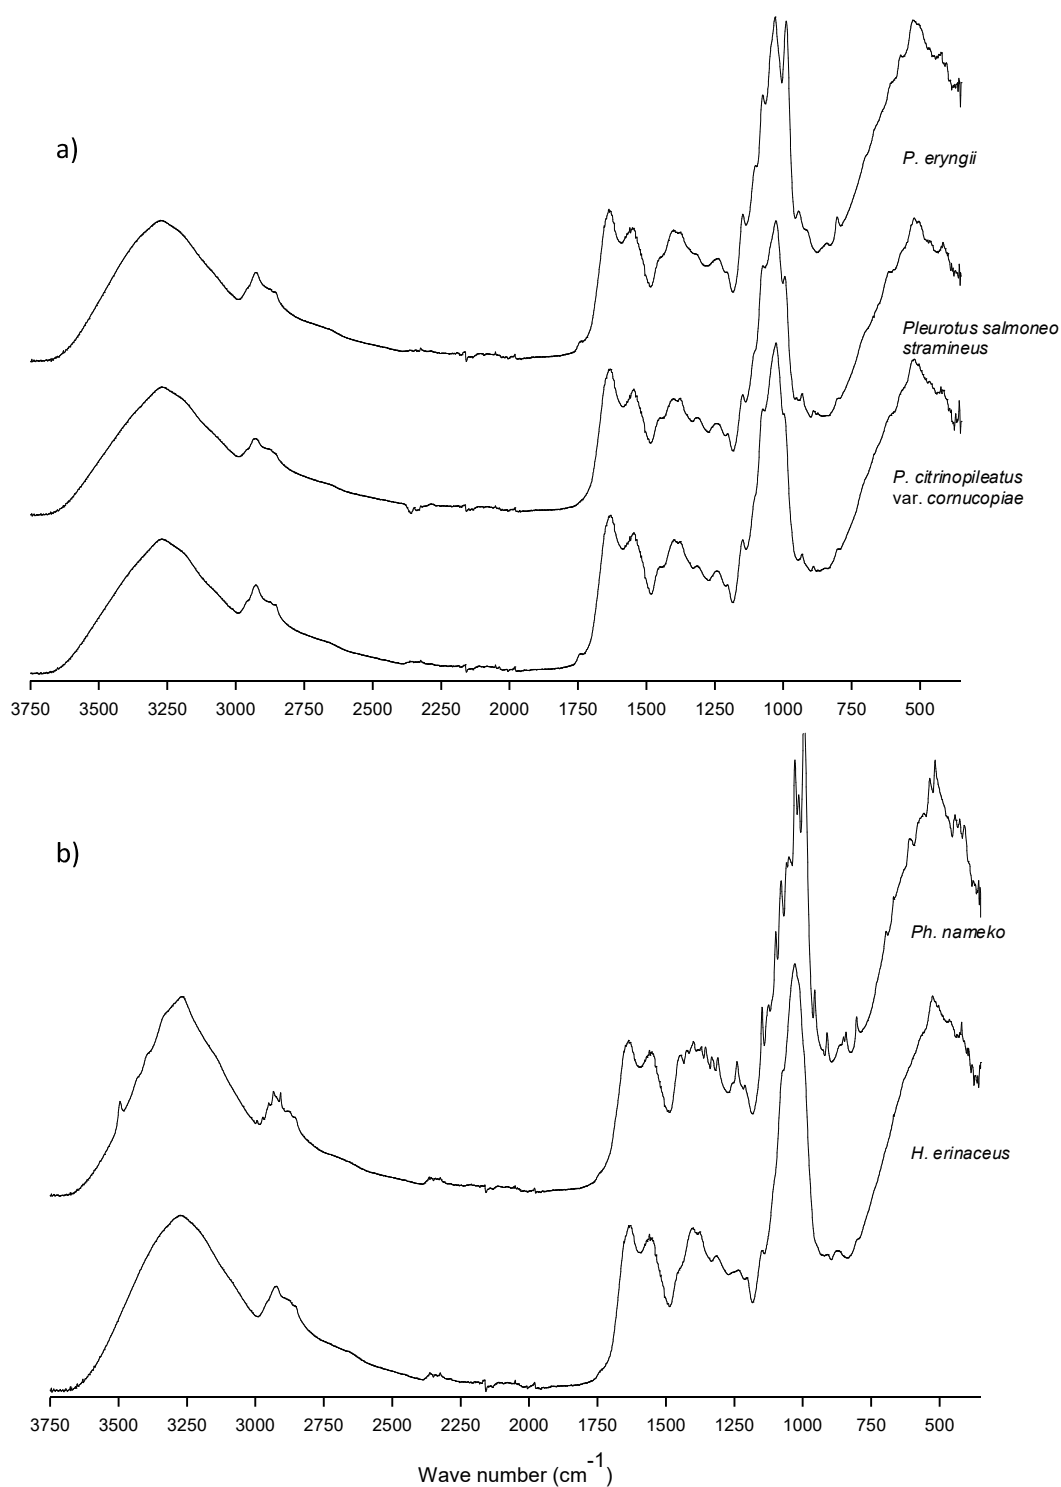 a)
P. eryngii
Pleurotus salmoneo
stramineus
P. citrinopileatus
var. cornucopiae
3750 3500 3250 3000 2750 2500 2250 2000 1750 1500 1250 1000 750 500
b)
Ph. nameko
H. erinaceus
3750 3500 3250 3000 2750 2500 2250 2000 1750 1500 1250 1000 750 500
Wave number (cm-1)